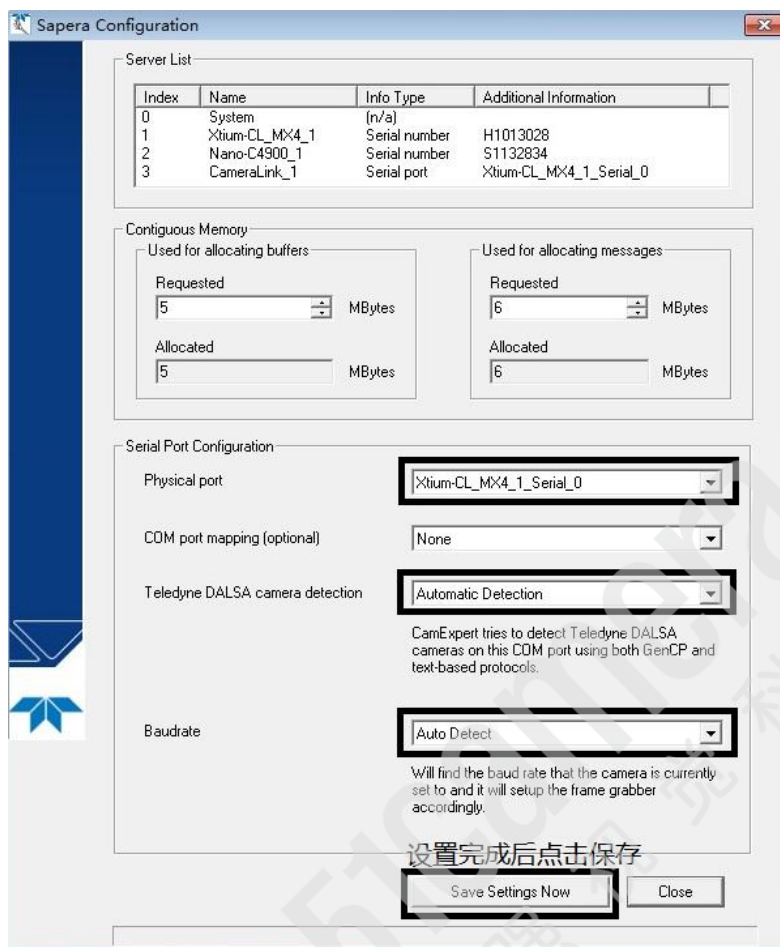 Sapera Configuration
Server List
Index Name Info Type Additional Information
0 System (n/a)
1 Xtium-CL_MX4_1 Serial number H1013028
2 Nano-C4900_1 Serial number S1132834
3 CameraLink_1 Serial port Xtium-CL_MX4_1_Serial_0
Contiguous Memory
Used for allocating buffers
Requested
5 MBytes
Allocated
5 MBytes
Used for allocating messages
Requested
6 MBytes
Allocated
6 MBytes
Serial Port Configuration
Physical port Xtium-CL_MX4_1_Serial_0
COM port mapping (optional) None
Teledyne DALSA camera detection Automatic Detection
CamExpert tries to detect Teledyne DALSA
cameras on this COM port using both GenCP and
text-based protocols.
Baudrate Auto Detect
Will find the baud rate that the camera is currently
set to and it will setup the frame grabber
accordingly.
设置完成后点击保存
Save Settings Now Close
51Camera